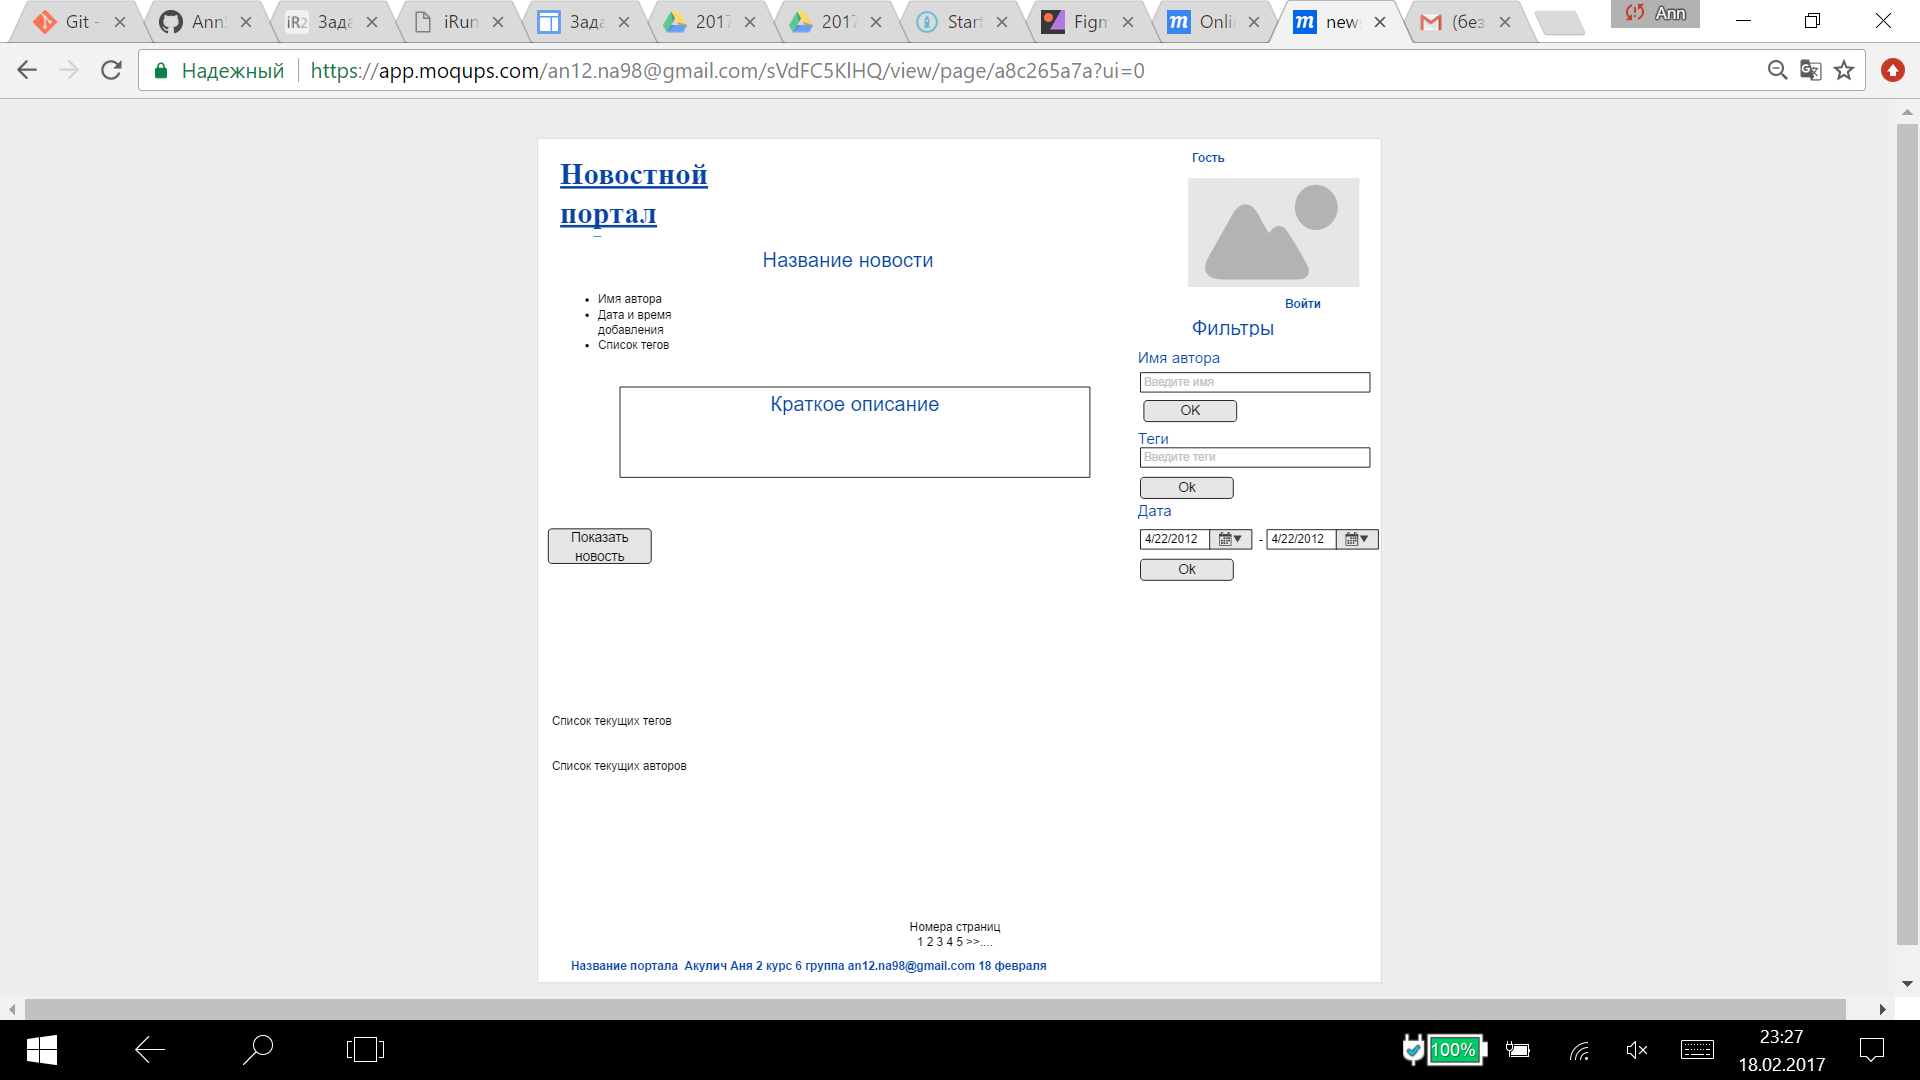 Git -
Ann
iR2 Зада
iRun
Зада
2017
2017
Start
Figm
m Onli
m new
(без
Ann
Надежный https://app.moqups.com/an12.na98@gmail.com/sVdFC5KlHQ/view/page/a8c265a7a?ui=0
Новостной
портал
Гость
Название новости
Имя автора
Дата и время
добавления
Список тегов
Войти
Фильтры
Имя автора
Введите имя
OK
Краткое описание
Теги
Введите теги
Ok
Дата
4/22/2012 - 4/22/2012
Ok
Показать
новость
Список текущих тегов
Список текущих авторов
Номера страниц
1 2 3 4 5 >>....
Название портала Акулич Аня 2 курс 6 группа an12.na98@gmail.com 18 февраля
100%
23:27
18.02.2017